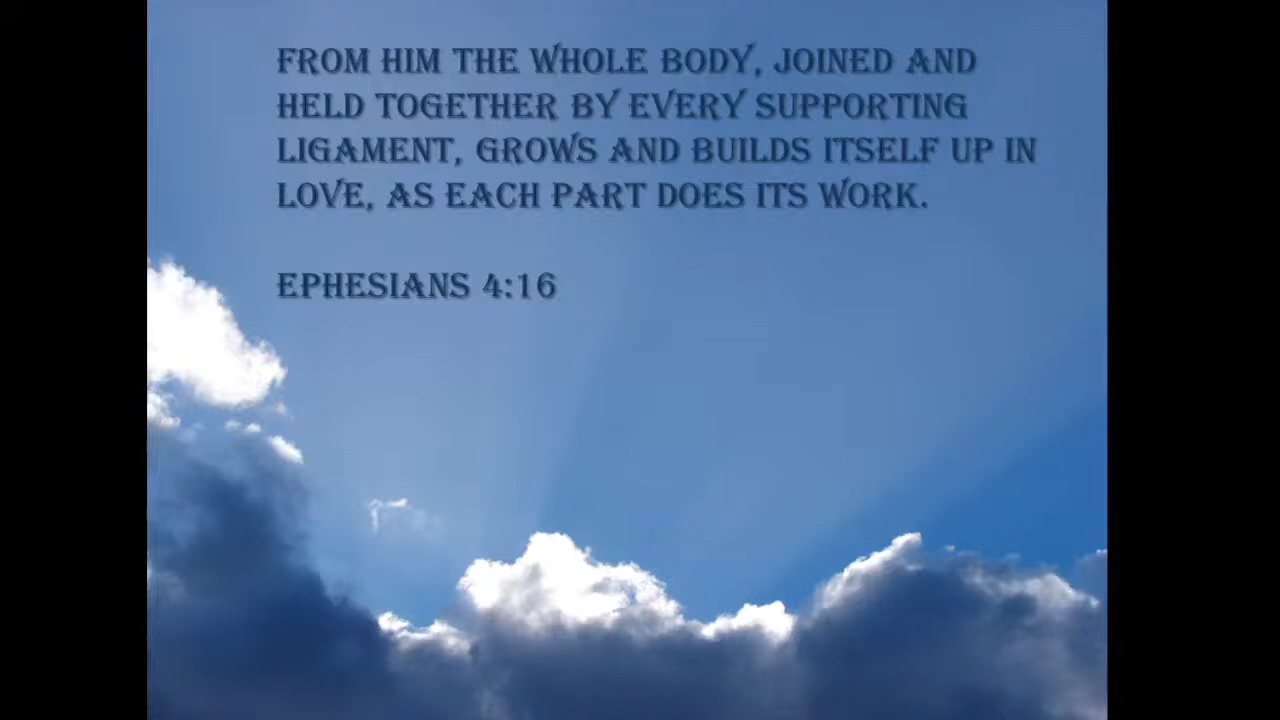 FROM HIM THE WHOLE BODY, JOINED AND
HELD TOGETHER BY EVERY SUPPORTING
LIGAMENT, GROWS AND BUILDS ITSELF UP IN
LOVE, AS EACH PART DOES ITS WORK.
EPHESIANS 4:16